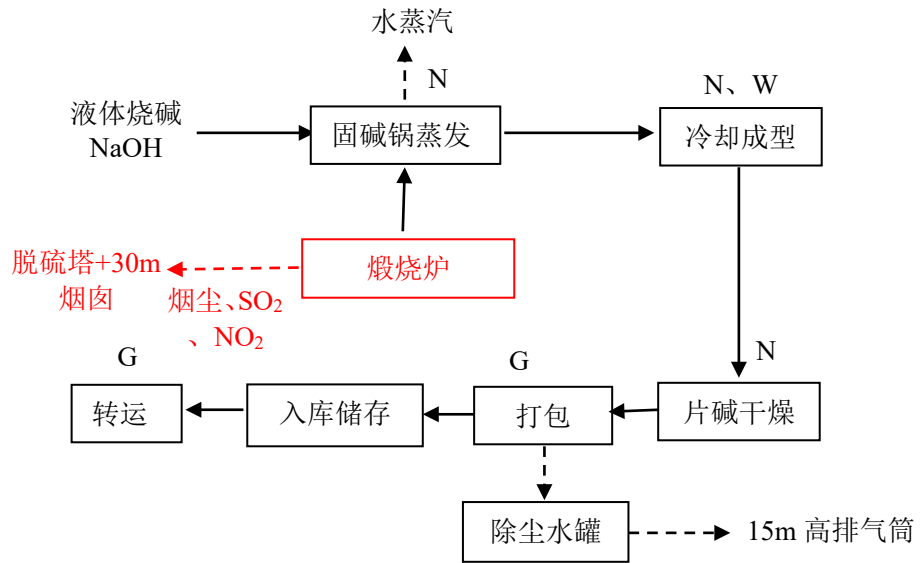 水蒸汽
N
N、W
液体烧碱
NaOH
固碱锅蒸发
冷却成型
脱硫塔+30m
烟囱
烟尘、SO₂
、NO₂
煅烧炉
G
G
N
转运
入库储存
打包
片碱干燥
除尘水罐
15m 高排气筒